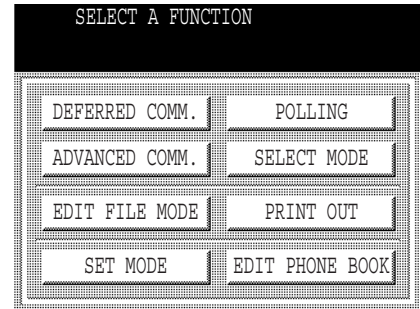 SELECT A FUNCTION
DEFERRED COMM. POLLING
ADVANCED COMM. SELECT MODE
EDIT FILE MODE PRINT OUT
SET MODE EDIT PHONE BOOK